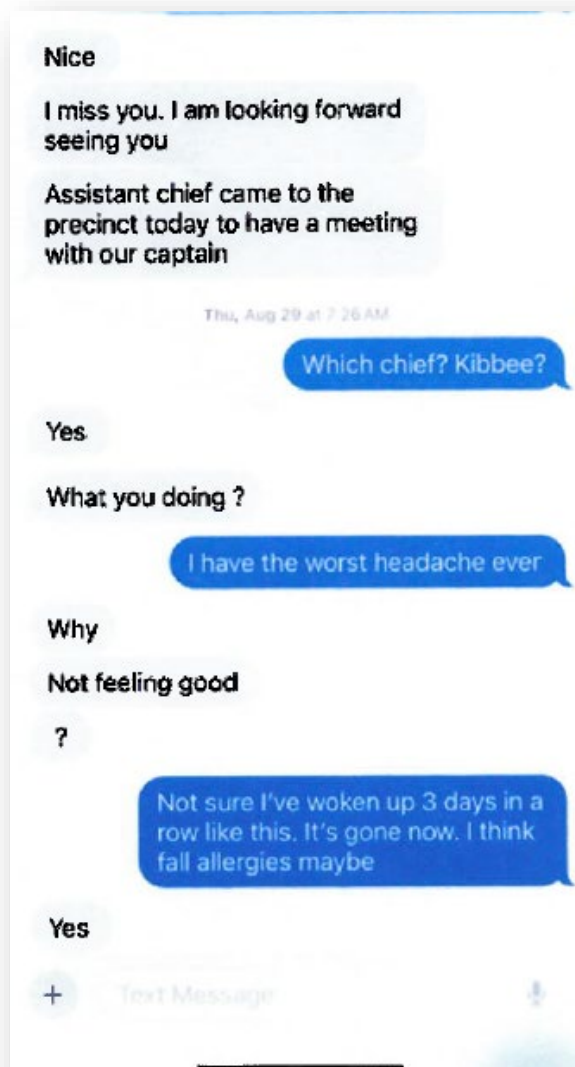 Nice
I miss you. I am looking forward
seeing you
Assistant chief came to the
precinct today to have a meeting
with our captain
Thu, Aug 29 at 7:26 AM
Which chief? Kibbee?
Yes
What you doing ?
I have the worst headache ever
Why
Not feeling good
?
Not sure I've woken up 3 days in a
row like this. It's gone now. I think
fall allergies maybe
Yes
+ Text Message